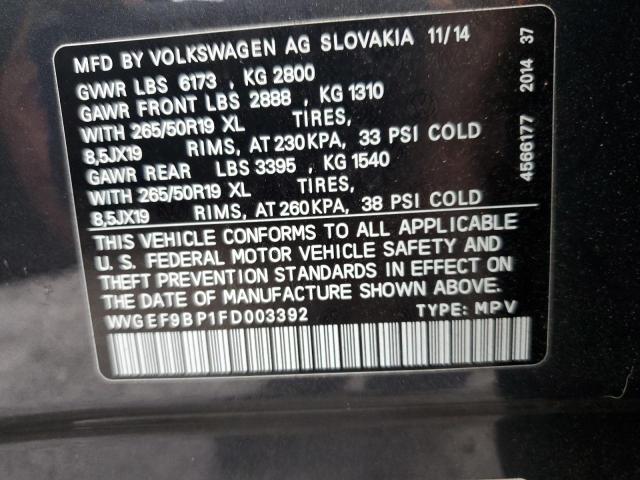 MFD BY VOLKSWAGEN AG SLOVAKIA 11/14
GVWR LBS 6173 , KG 2800
GAWR FRONT LBS 2888 , KG 1310
WITH 265/50R19 XL TIRES,
8,5JX19 RIMS, AT 230KPA, 33 PSI COLD
GAWR REAR LBS 3395 , KG 1540
WITH 265/50R19 XL TIRES,
8,5JX19 RIMS, AT 260KPA, 38 PSI COLD
THIS VEHICLE CONFORMS TO ALL APPLICABLE
U. S. FEDERAL MOTOR VEHICLE SAFETY AND
THEFT PREVENTION STANDARDS IN EFFECT ON
THE DATE OF MANUFACTURE SHOWN ABOVE.
WVGEF9BP1FD003392 TYPE: MPV
4566177 2014 37